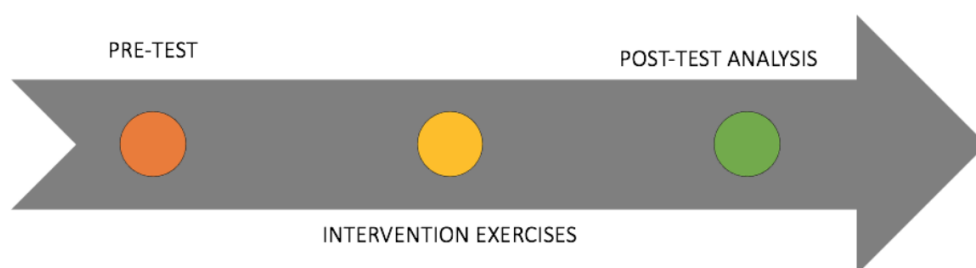 PRE-TEST
POST-TEST ANALYSIS
INTERVENTION EXERCISES